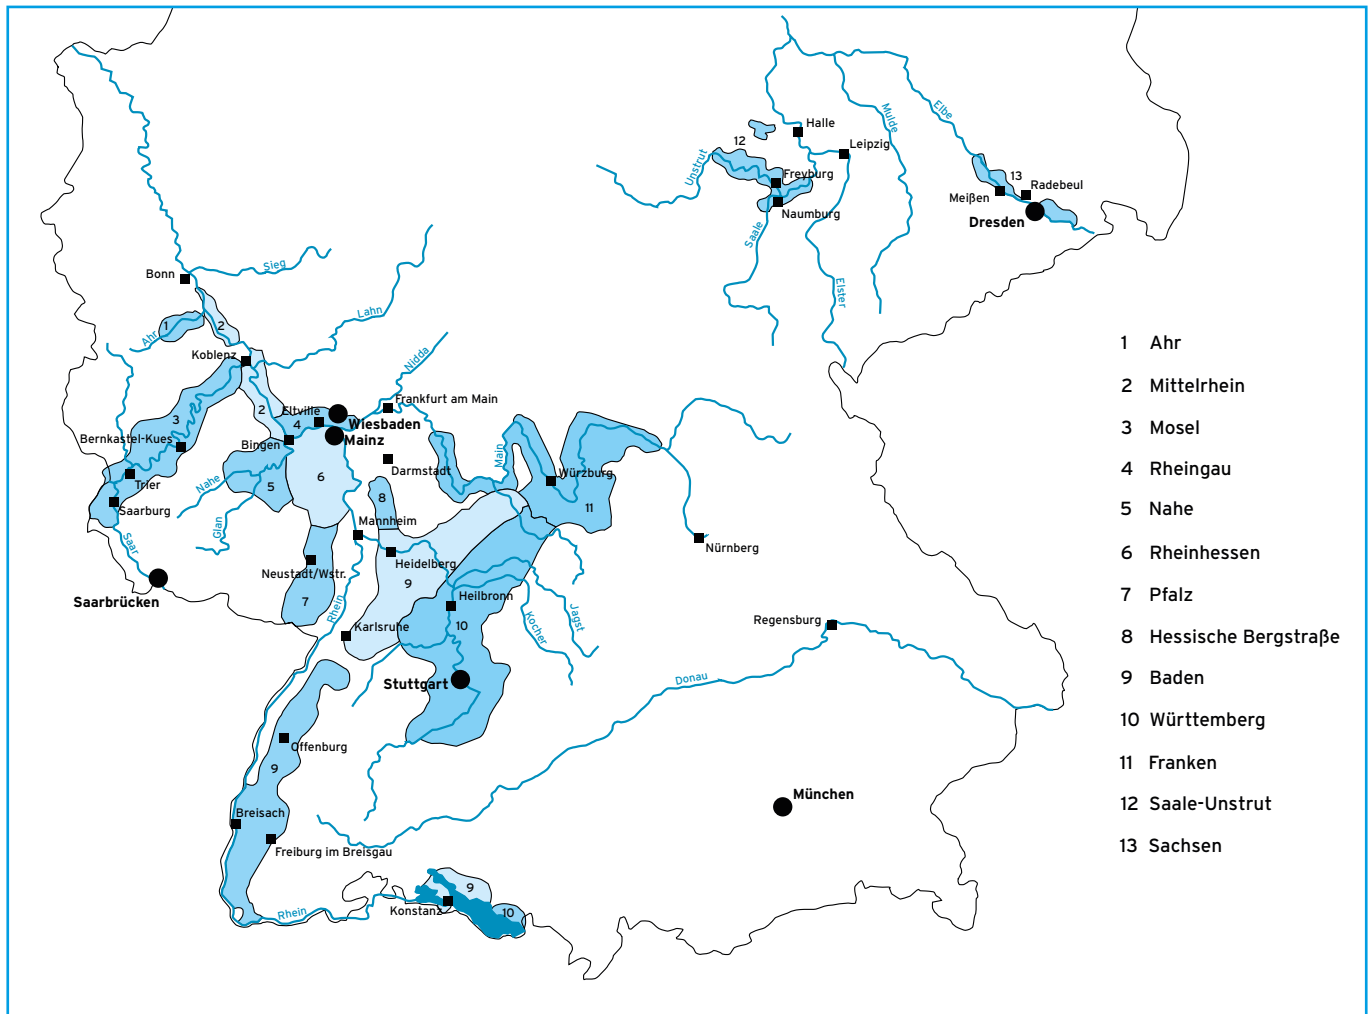 Halle
12
Leipzig
Mulde
Elbe
Unstrut
Freyburg
13
Radebeul
Meißen
Naumburg
Dresden
Saale
Elster
Bonn
Sieg
1
2
Ahr
Lahn
Koblenz
Nidda
Frankfurt am Main
2
Eltville
3
4
Wiesbaden
Bernkastel-Kues
Bingen
Mainz
Main
Darmstadt
Würzburg
Trier
Nahe
5
6
8
11
Saarburg
Glan
Mannheim
Saar
Nürnberg
Heidelberg
Neustadt/Wstr.
9
Saarbrücken
7
Rhein
Heilbronn
Karlsruhe
10
Kocher
Jagst
Regensburg
Stuttgart
Donau
Offenburg
9
München
Breisach
Freiburg im Breisgau
9
Konstanz
10
Rhein
1 Ahr
2 Mittelrhein
3 Mosel
4 Rheingau
5 Nahe
6 Rheinhessen
7 Pfalz
8 Hessische Bergstraße
9 Baden
10 Württemberg
11 Franken
12 Saale-Unstrut
13 Sachsen